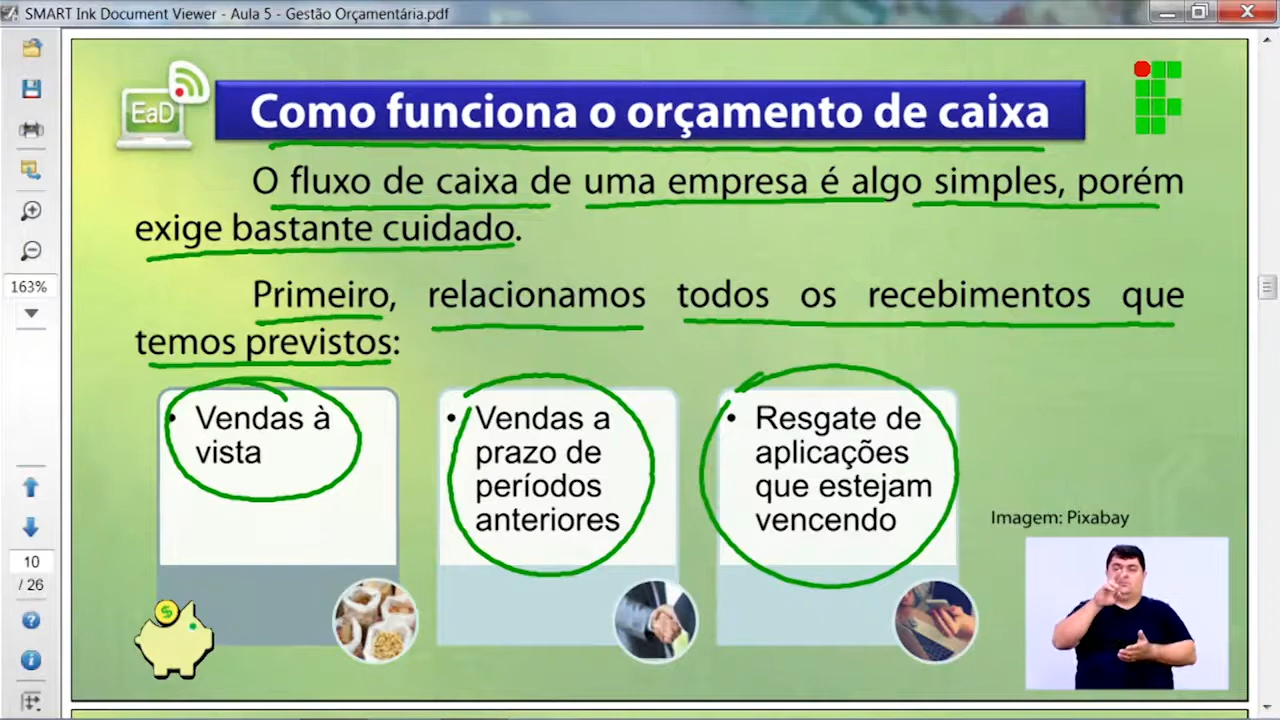 SMART Ink Document Viewer - Aula 5 - Gestão Orçamentária.pdf
EaD
Como funciona o orçamento de caixa
O fluxo de caixa de uma empresa é algo simples, porém
exige bastante cuidado.
Primeiro, relacionamos todos os recebimentos que
temos previstos:
• Vendas à
vista
• Vendas a
prazo de
períodos
anteriores
• Resgate de
aplicações
que estejam
vencendo
Imagem: Pixabay
163%
10
/ 26
$